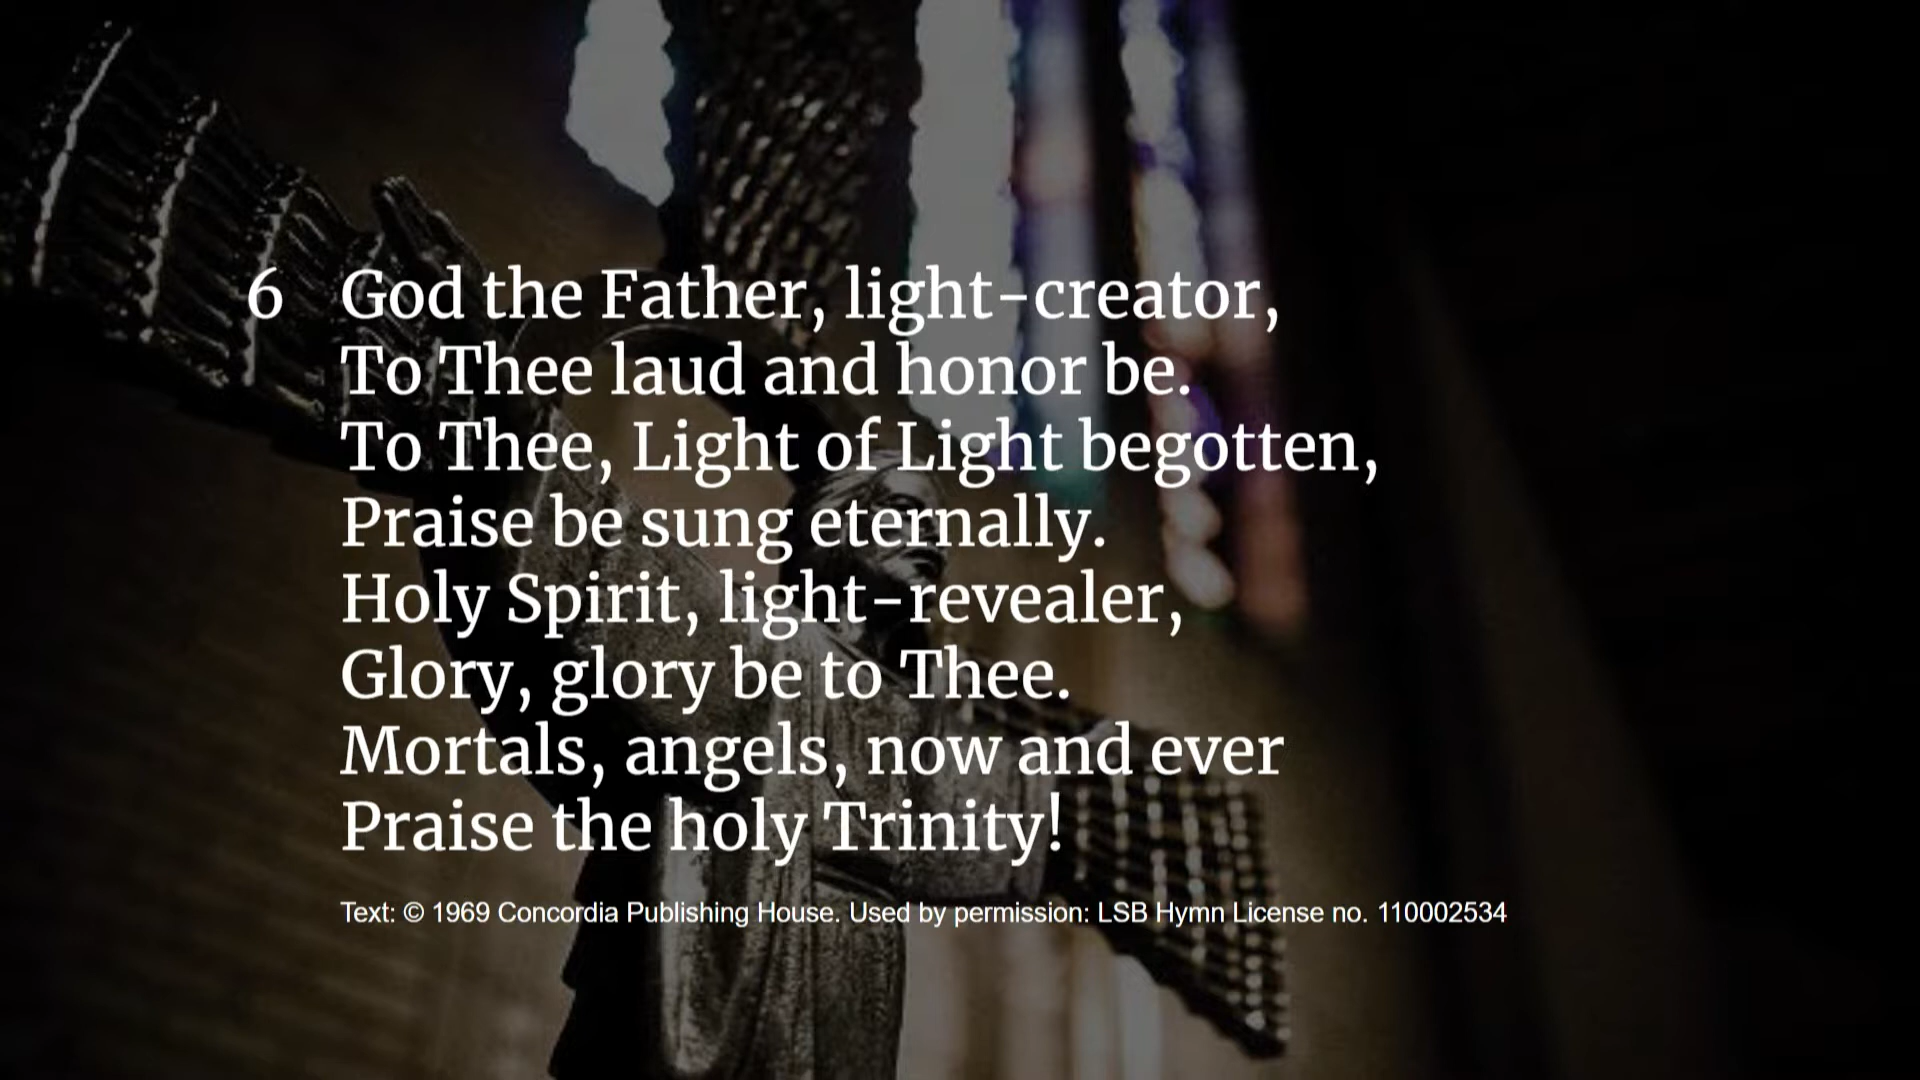 6 God the Father, light-creator,
To Thee laud and honor be.
To Thee, Light of Light begotten,
Praise be sung eternally.
Holy Spirit, light-revealer,
Glory, glory be to Thee.
Mortals, angels, now and ever
Praise the holy Trinity!
Text: © 1969 Concordia Publishing House. Used by permission: LSB Hymn License no. 110002534